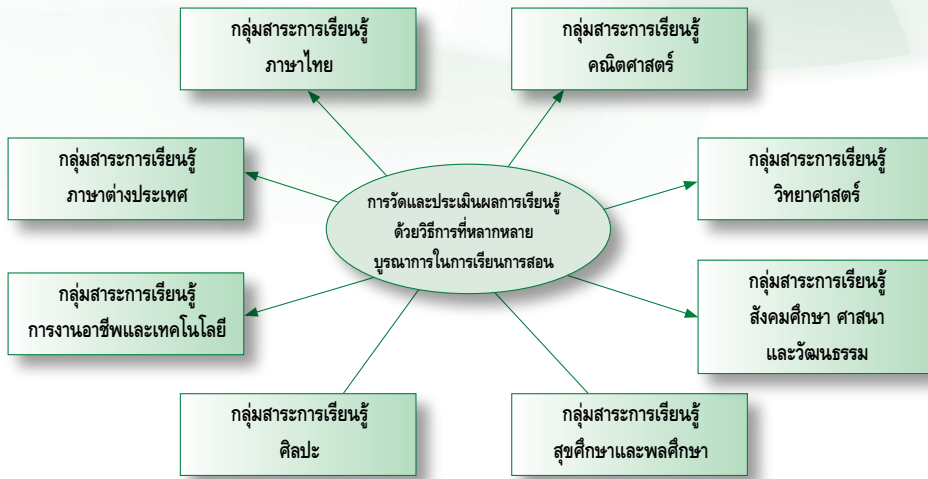 กลุ่มสาระการเรียนรู้
ภาษาไทย
กลุ่มสาระการเรียนรู้
คณิตศาสตร์
กลุ่มสาระการเรียนรู้
ภาษาต่างประเทศ
การวัดและประเมินผลการเรียนรู้
ด้วยวิธีการที่หลากหลาย
บูรณาการในการเรียนการสอน
กลุ่มสาระการเรียนรู้
วิทยาศาสตร์
กลุ่มสาระการเรียนรู้
การงานอาชีพและเทคโนโลยี
กลุ่มสาระการเรียนรู้
สังคมศึกษา ศาสนา
และวัฒนธรรม
กลุ่มสาระการเรียนรู้
ศิลปะ
กลุ่มสาระการเรียนรู้
สุขศึกษาและพลศึกษา